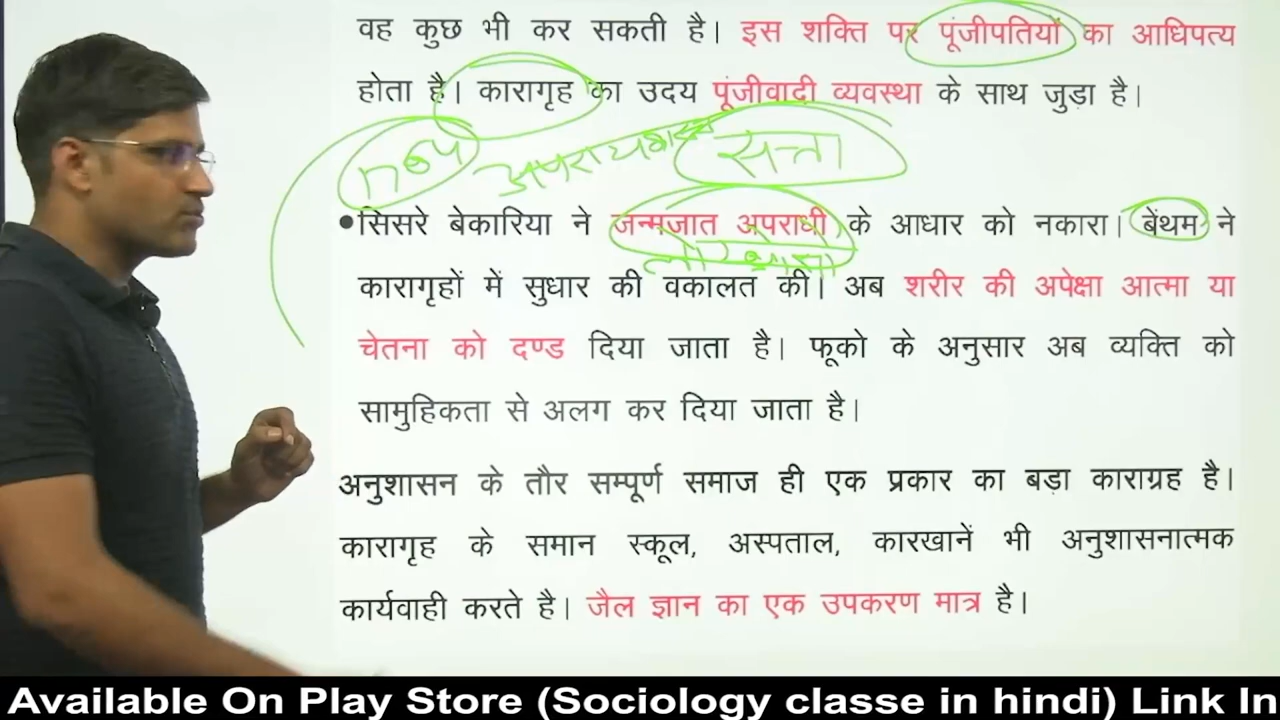 वह कुछ भी कर सकती है। इस शक्ति पर पूंजीपतियों का आधिपत्य
होता है। कारागृह का उदय पूंजीवादी व्यवस्था के साथ जुड़ा है।
सत्ता
•सिसरे बेकारिया ने जन्मजात अपराधी के आधार को नकारा। बेंथम ने
कारागृहों में सुधार की वकालत की। अब शरीर की अपेक्षा आत्मा या
चेतना को दण्ड दिया जाता है। फूको के अनुसार अब व्यक्ति को
सामुहिकता से अलग कर दिया जाता है।
अनुशासन के तौर सम्पूर्ण समाज ही एक प्रकार का बड़ा काराग्रह है।
कारागृह के समान स्कूल, अस्पताल, कारखानें भी अनुशासनात्मक
कार्यवाही करते है। जैल ज्ञान का एक उपकरण मात्र है।
Available On Play Store (Sociology classe in hindi) Link In